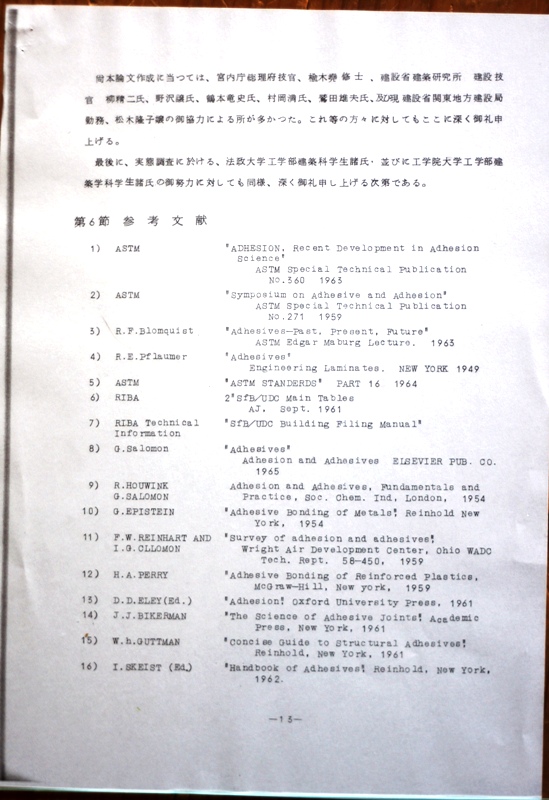 尚本論文作成に当つては、宮内庁総理府技官、楡木堯修士、建設省建築研究所 建設技
官 柳精二氏、野沢譲氏、鶴本竜史氏、村岡清氏、鷲田雄夫氏、及び現建設省関東地方建設局
勤務、松木隆子嬢の御協力による所が多かつた。これ等の方々に対してもここに深く御礼申
上げる。
最後に、実態調査に於ける、法政大学工学部建築科学生諸氏・並びに工学院大学工学部建
築学科学生諸氏の御努力に対しても同様、深く御礼申し上げる次第である。
第6節 参考文献
1) ASTM "ADHESION, Recent Development in Adhesion
Science"
ASTM Special Technical Publication
No.360 1963
2) ASTM "Symposium on Adhesive and Adhesion"
ASTM Special Technical Publication
No.271 1959
3) R.F.Blomquist "Adhesives—Past, Present, Future"
ASTM Edgar Maburg Lecture. 1963
4) R.E.Pflaumer "Adhesives"
Engineering Laminates. NEW YORK 1949
5) ASTM "ASTM STANDERDS" PART 16 1964
6) RIBA 2"SfB/UDC Main Tables
AJ. Sept. 1961
7) RIBA Technical "SfB/UDC Building Filing Manual"
Information
8) G.Salomon "Adhesives"
Adhesion and Adhesives ELSEVIER PUB. CO.
1965
9) R.HOUWINK Adhesion and Adhesives, Fundamentals and
G.SALOMON Practice, Soc. Chem. Ind, London, 1954
10) G.EPISTEIN "Adhesive Bonding of Metals! Reinhold New
York, 1954
11) F.W.REINHART AND "Survey of adhesion and adhesives!
I.G.CLLOMON Wright Air Development Center, Ohio WADC
Tech. Rept. 58-450, 1959
12) H.A.PERRY "Adhesive Bonding of Reinforced Plastics,
McGraw-Hill, New york, 1959
13) D.D.ELEY(Ed.) "Adhesion! Oxford University Press, 1961
14) J.J.BIKERMAN "The Science of Adhesive Joints! Academic
Press, New York, 1961
15) W.h.GUTTMAN "Concise Guide to Structural Adhesives!
Reinhold, New York, 1961
16) I.SKEIST (Ed.) "Handbook of Adhesives! Reinhold, New York,
1962.
—13—